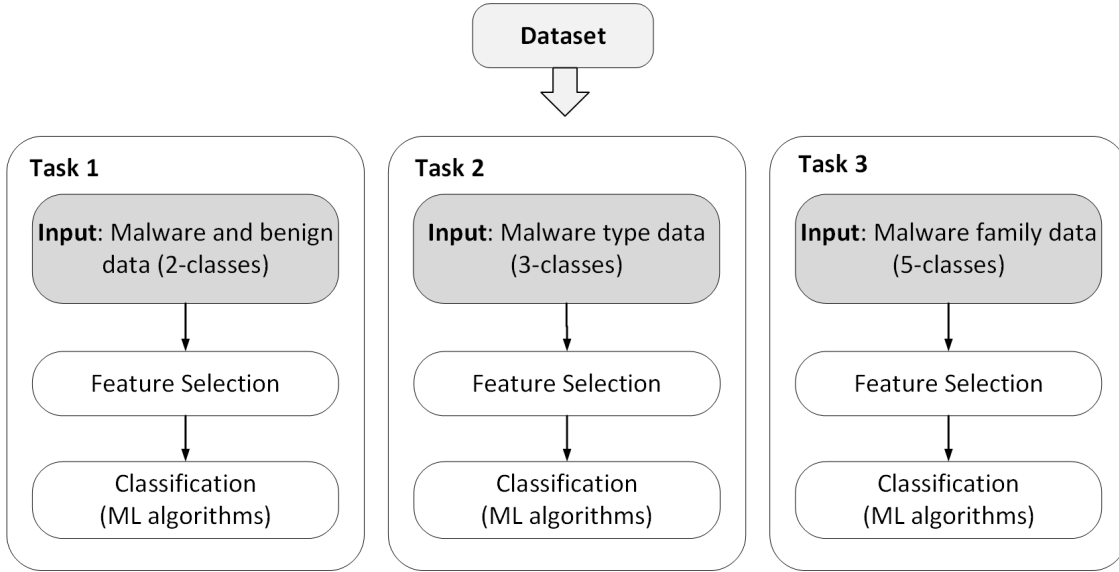 Dataset
Task 1
Input: Malware and benign
data (2-classes)
Feature Selection
Classification
(ML algorithms)
Task 2
Input: Malware type data
(3-classes)
Feature Selection
Classification
(ML algorithms)
Task 3
Input: Malware family data
(5-classes)
Feature Selection
Classification
(ML algorithms)